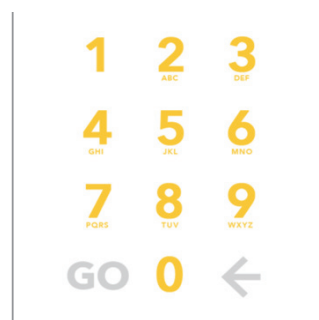 1 2 3
ABC DEF
4 5 6
GHI JKL MNO
7 8 9
PQRS TUV WXYZ
GO 0